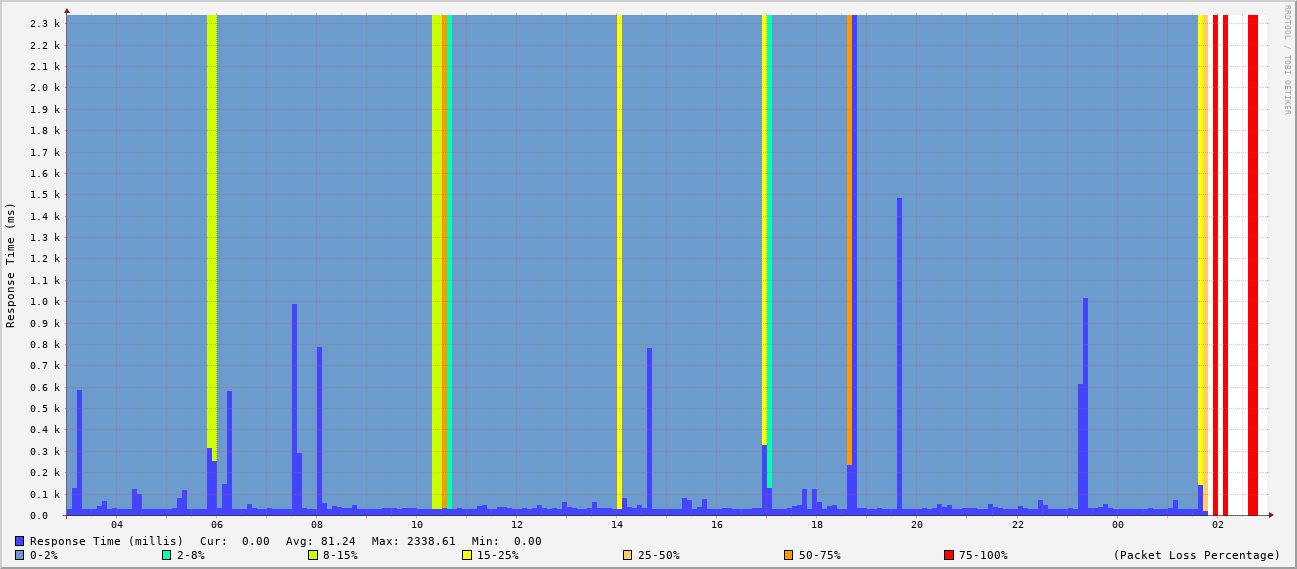 RRDTOOL / TOBI OETIKER
Response Time (ms)
2.3 k
2.2 k
2.1 k
2.0 k
1.9 k
1.8 k
1.7 k
1.6 k
1.5 k
1.4 k
1.3 k
1.2 k
1.1 k
1.0 k
0.9 k
0.8 k
0.7 k
0.6 k
0.5 k
0.4 k
0.3 k
0.2 k
0.1 k
0.0
04 06 08 10 12 14 16 18 20 22 00 02
Response Time (millis) Cur: 0.00 Avg: 81.24 Max: 2338.61 Min: 0.00
0-2% 2-8% 8-15% 15-25% 25-50% 50-75% 75-100% (Packet Loss Percentage)